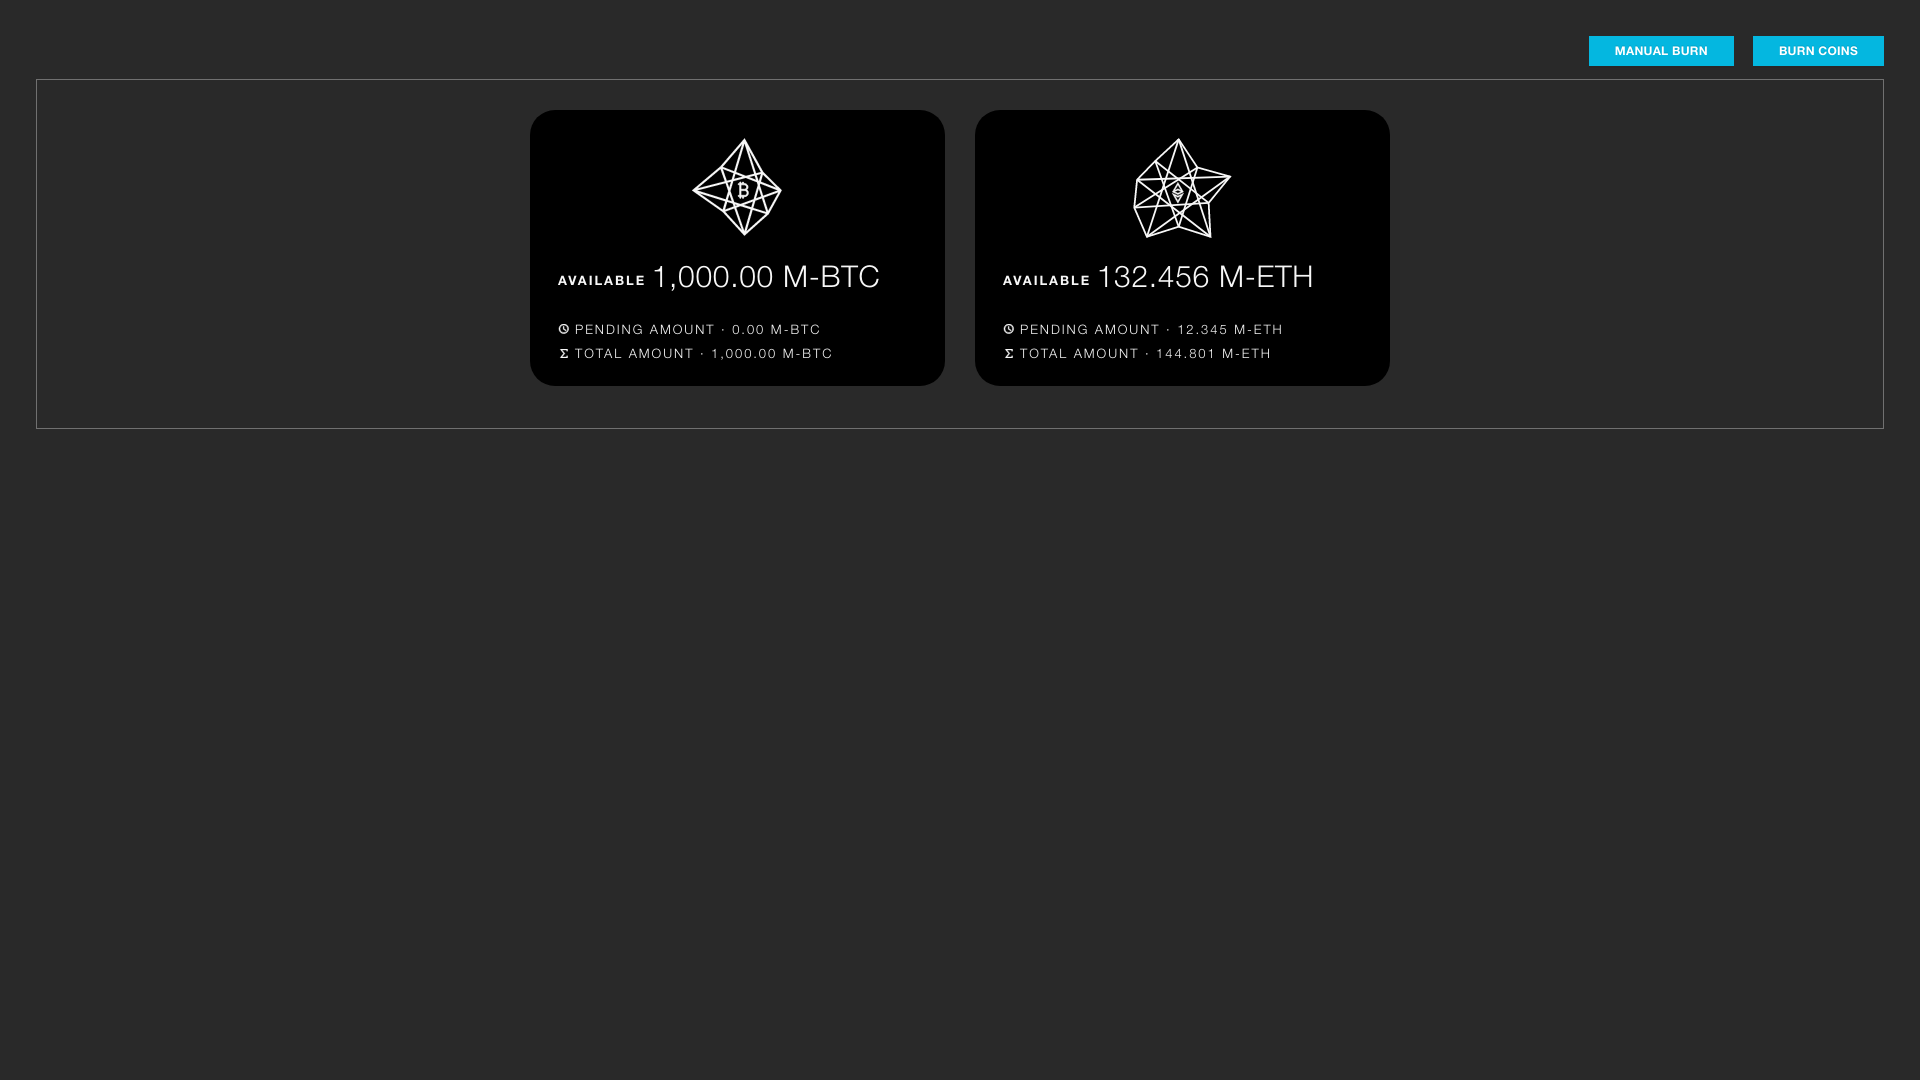 MANUAL BURN
BURN COINS
AVAILABLE 1,000.00 M-BTC
PENDING AMOUNT · 0.00 M-BTC
Σ TOTAL AMOUNT · 1,000.00 M-BTC
AVAILABLE 132.456 M-ETH
PENDING AMOUNT · 12.345 M-ETH
Σ TOTAL AMOUNT · 144.801 M-ETH